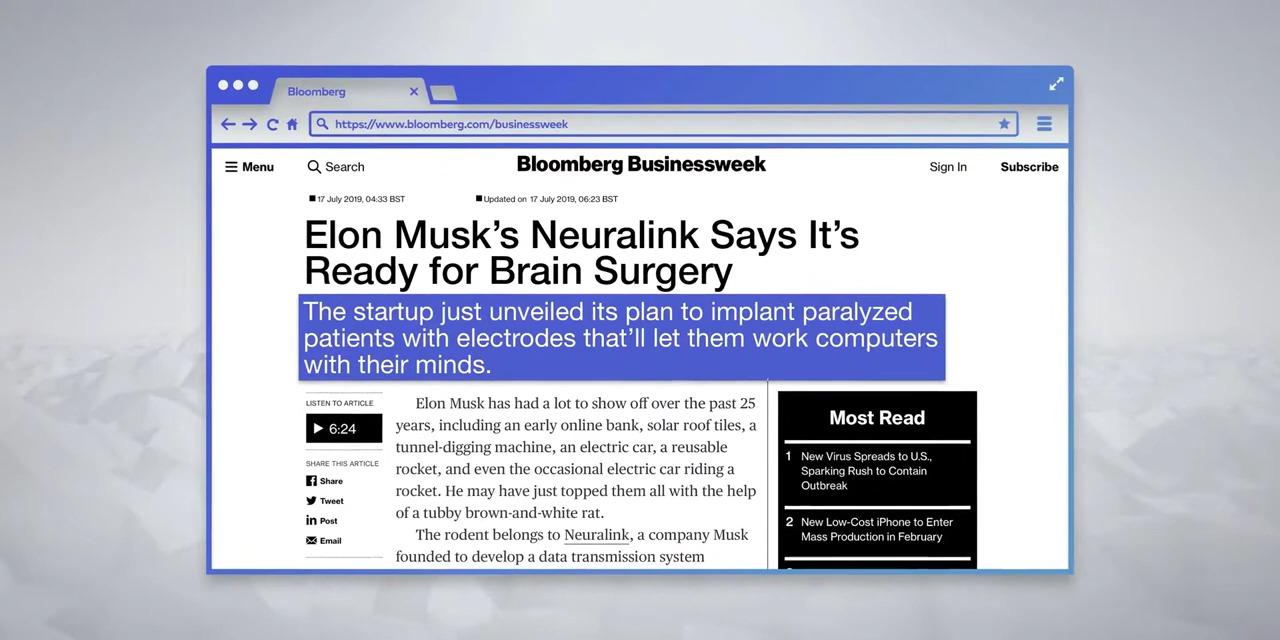 Bloomberg
https://www.bloomberg.com/businessweek
Menu
Search
Bloomberg Businessweek
Sign In
Subscribe
17 July 2019, 04:33 BST
Updated on 17 July 2019, 06:23 BST
Elon Musk’s Neuralink Says It’s
Ready for Brain Surgery
The startup just unveiled its plan to implant paralyzed
patients with electrodes that’ll let them work computers
with their minds.
LISTEN TO ARTICLE
6:24
SHARE THIS ARTICLE
Share
Tweet
Post
Email
Elon Musk has had a lot to show off over the past 25
years, including an early online bank, solar roof tiles, a
tunnel-digging machine, an electric car, a reusable
rocket, and even the occasional electric car riding a
rocket. He may have just topped them all with the help
of a tubby brown-and-white rat.
The rodent belongs to Neuralink, a company Musk
founded to develop a data transmission system
Most Read
1 New Virus Spreads to U.S.,
Sparking Rush to Contain
Outbreak
2 New Low-Cost iPhone to Enter
Mass Production in February